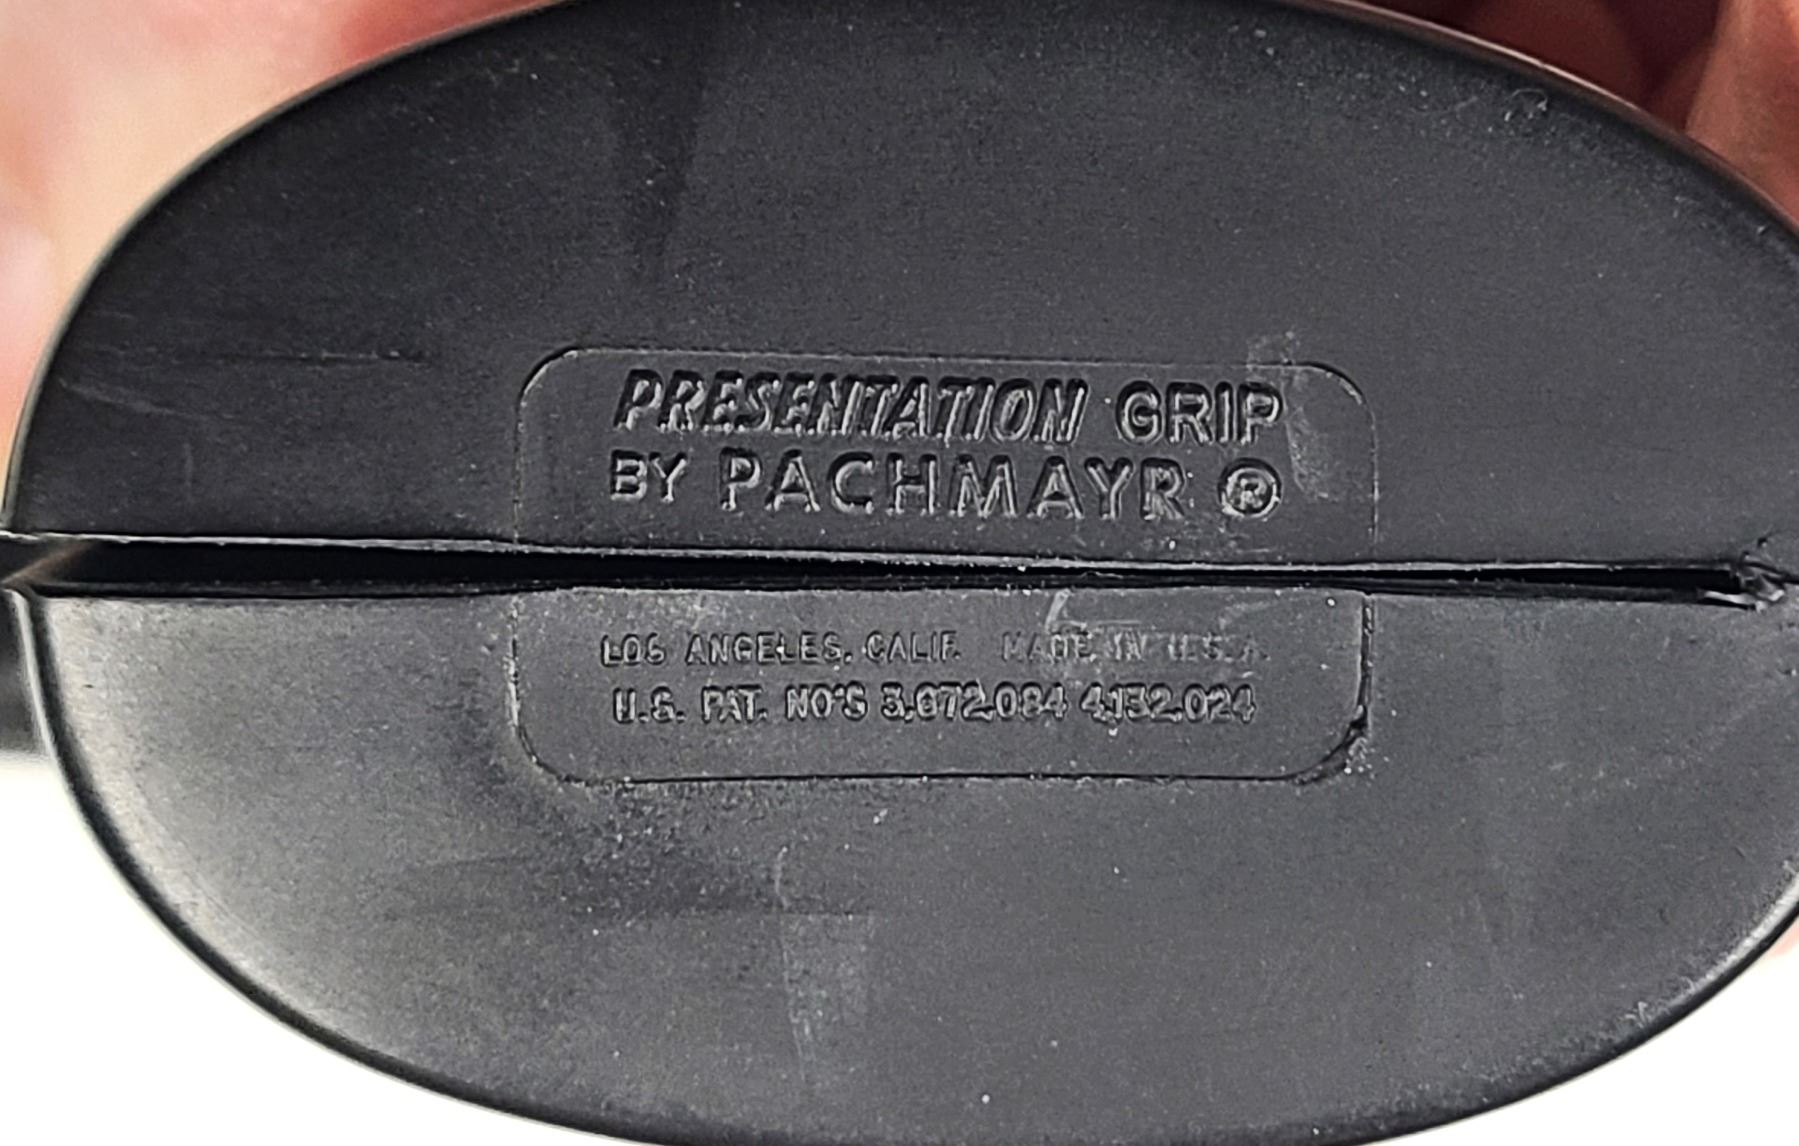 PRESENTATION GRIP
BY PACHMAYR ®
LOS ANGELES, CALIF. MADE IN U.S.A.
U.S. PAT. NO'S 3,672,084 4,132,024